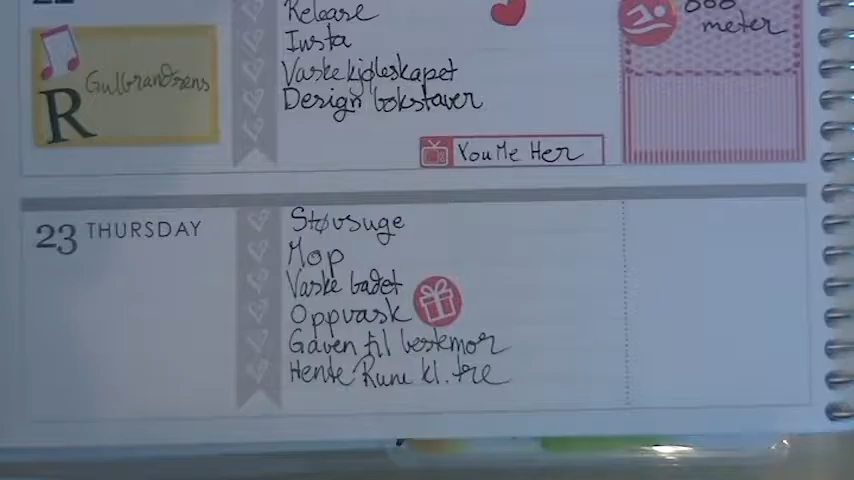 Release
Insta
Vaske kjøleskapet
Design bokstaver
Gulbrandsens
R
meter
You Me Her
23 THURSDAY
Støvsuge
Mop
Vaske badet
Oppvask
Gaven til bestemor
Hente Rune kl. tre